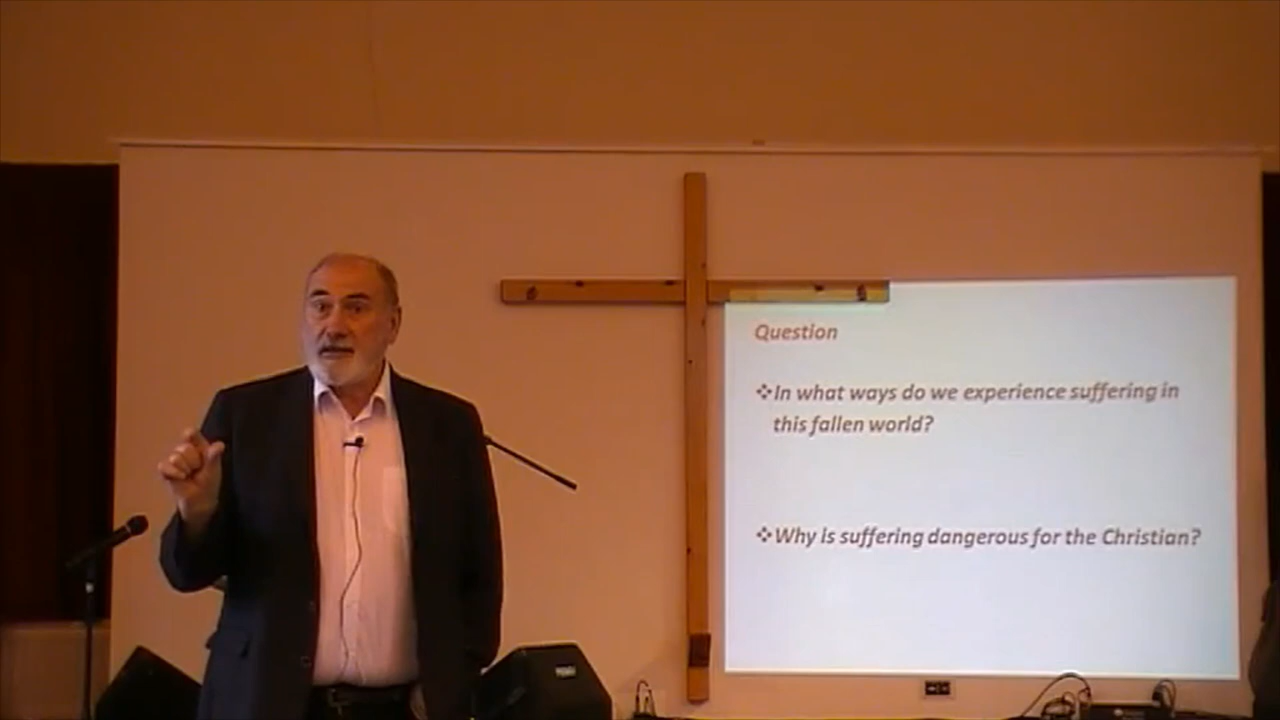 Question
❖In what ways do we experience suffering in
this fallen world?
❖Why is suffering dangerous for the Christian?